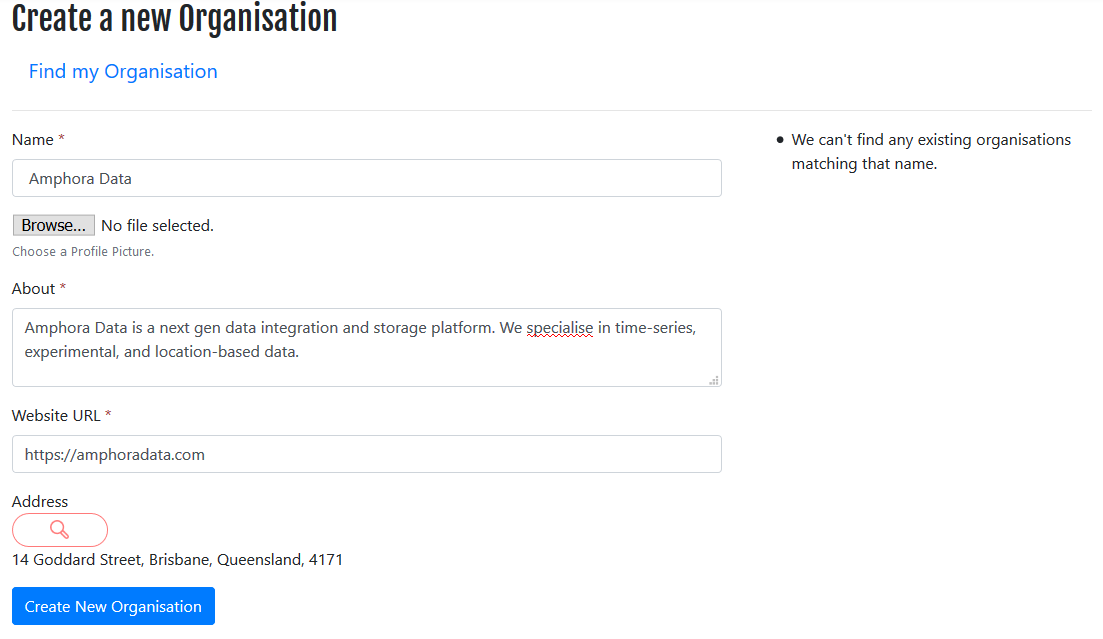 Create a new Organisation
Find my Organisation
Name *
Amphora Data
Browse... No file selected.
Choose a Profile Picture.
About *
Amphora Data is a next gen data integration and storage platform. We specialise in time-series,
experimental, and location-based data.
Website URL *
https://amphoradata.com
Address
14 Goddard Street, Brisbane, Queensland, 4171
Create New Organisation
• We can't find any existing organisations
matching that name.